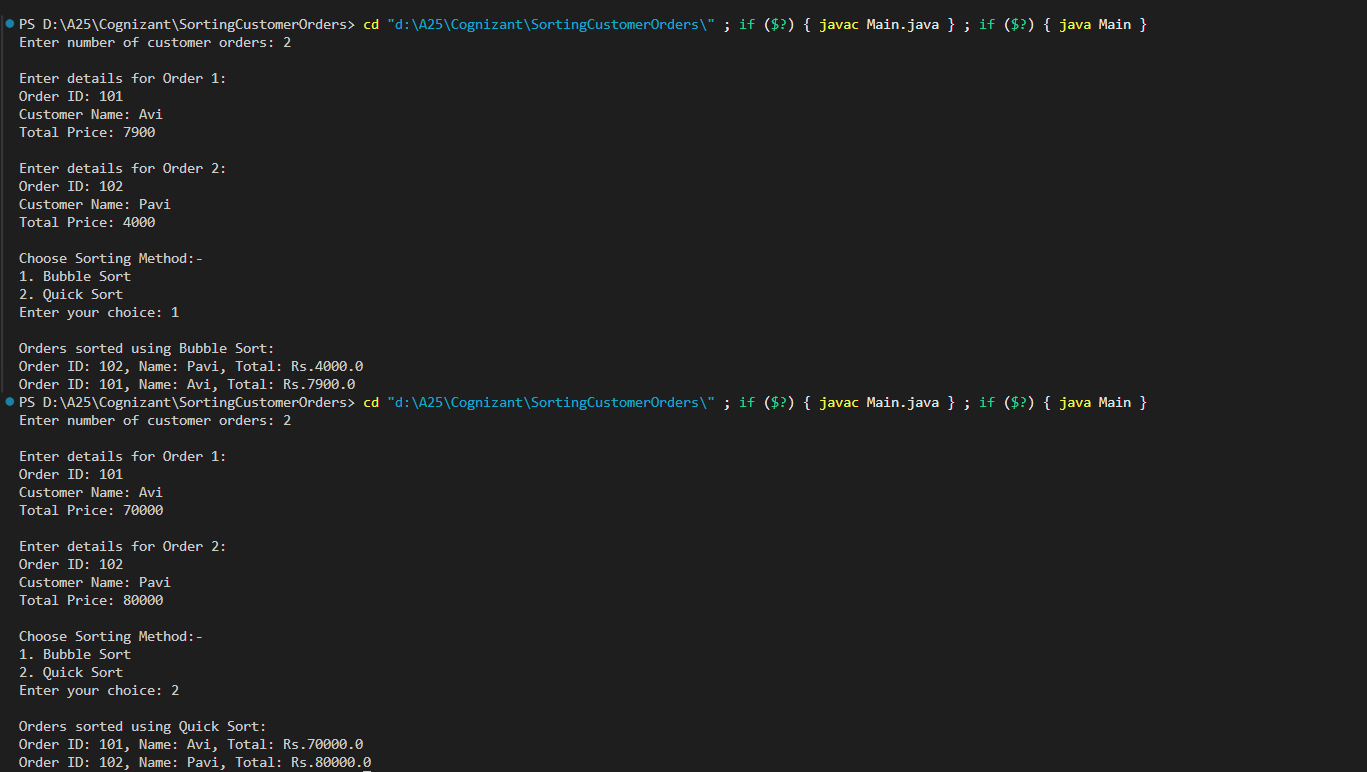 PS D:\A25\Cognizant\SortingCustomerOrders> cd "d:\A25\Cognizant\SortingCustomerOrders\" ; if ($?) { javac Main.java } ; if ($?) { java Main }
Enter number of customer orders: 2
Enter details for Order 1:
Order ID: 101
Customer Name: Avi
Total Price: 7900
Enter details for Order 2:
Order ID: 102
Customer Name: Pavi
Total Price: 4000
Choose Sorting Method:-
1. Bubble Sort
2. Quick Sort
Enter your choice: 1
Orders sorted using Bubble Sort:
Order ID: 102, Name: Pavi, Total: Rs.4000.0
Order ID: 101, Name: Avi, Total: Rs.7900.0
PS D:\A25\Cognizant\SortingCustomerOrders> cd "d:\A25\Cognizant\SortingCustomerOrders\" ; if ($?) { javac Main.java } ; if ($?) { java Main }
Enter number of customer orders: 2
Enter details for Order 1:
Order ID: 101
Customer Name: Avi
Total Price: 70000
Enter details for Order 2:
Order ID: 102
Customer Name: Pavi
Total Price: 80000
Choose Sorting Method:-
1. Bubble Sort
2. Quick Sort
Enter your choice: 2
Orders sorted using Quick Sort:
Order ID: 101, Name: Avi, Total: Rs.70000.0
Order ID: 102, Name: Pavi, Total: Rs.80000.0